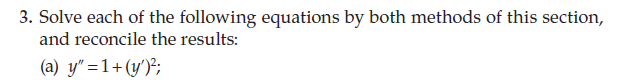 3. Solve each of the following equations by both methods of this section,
and reconcile the results:
(a) y″ = 1 + (y′)²;